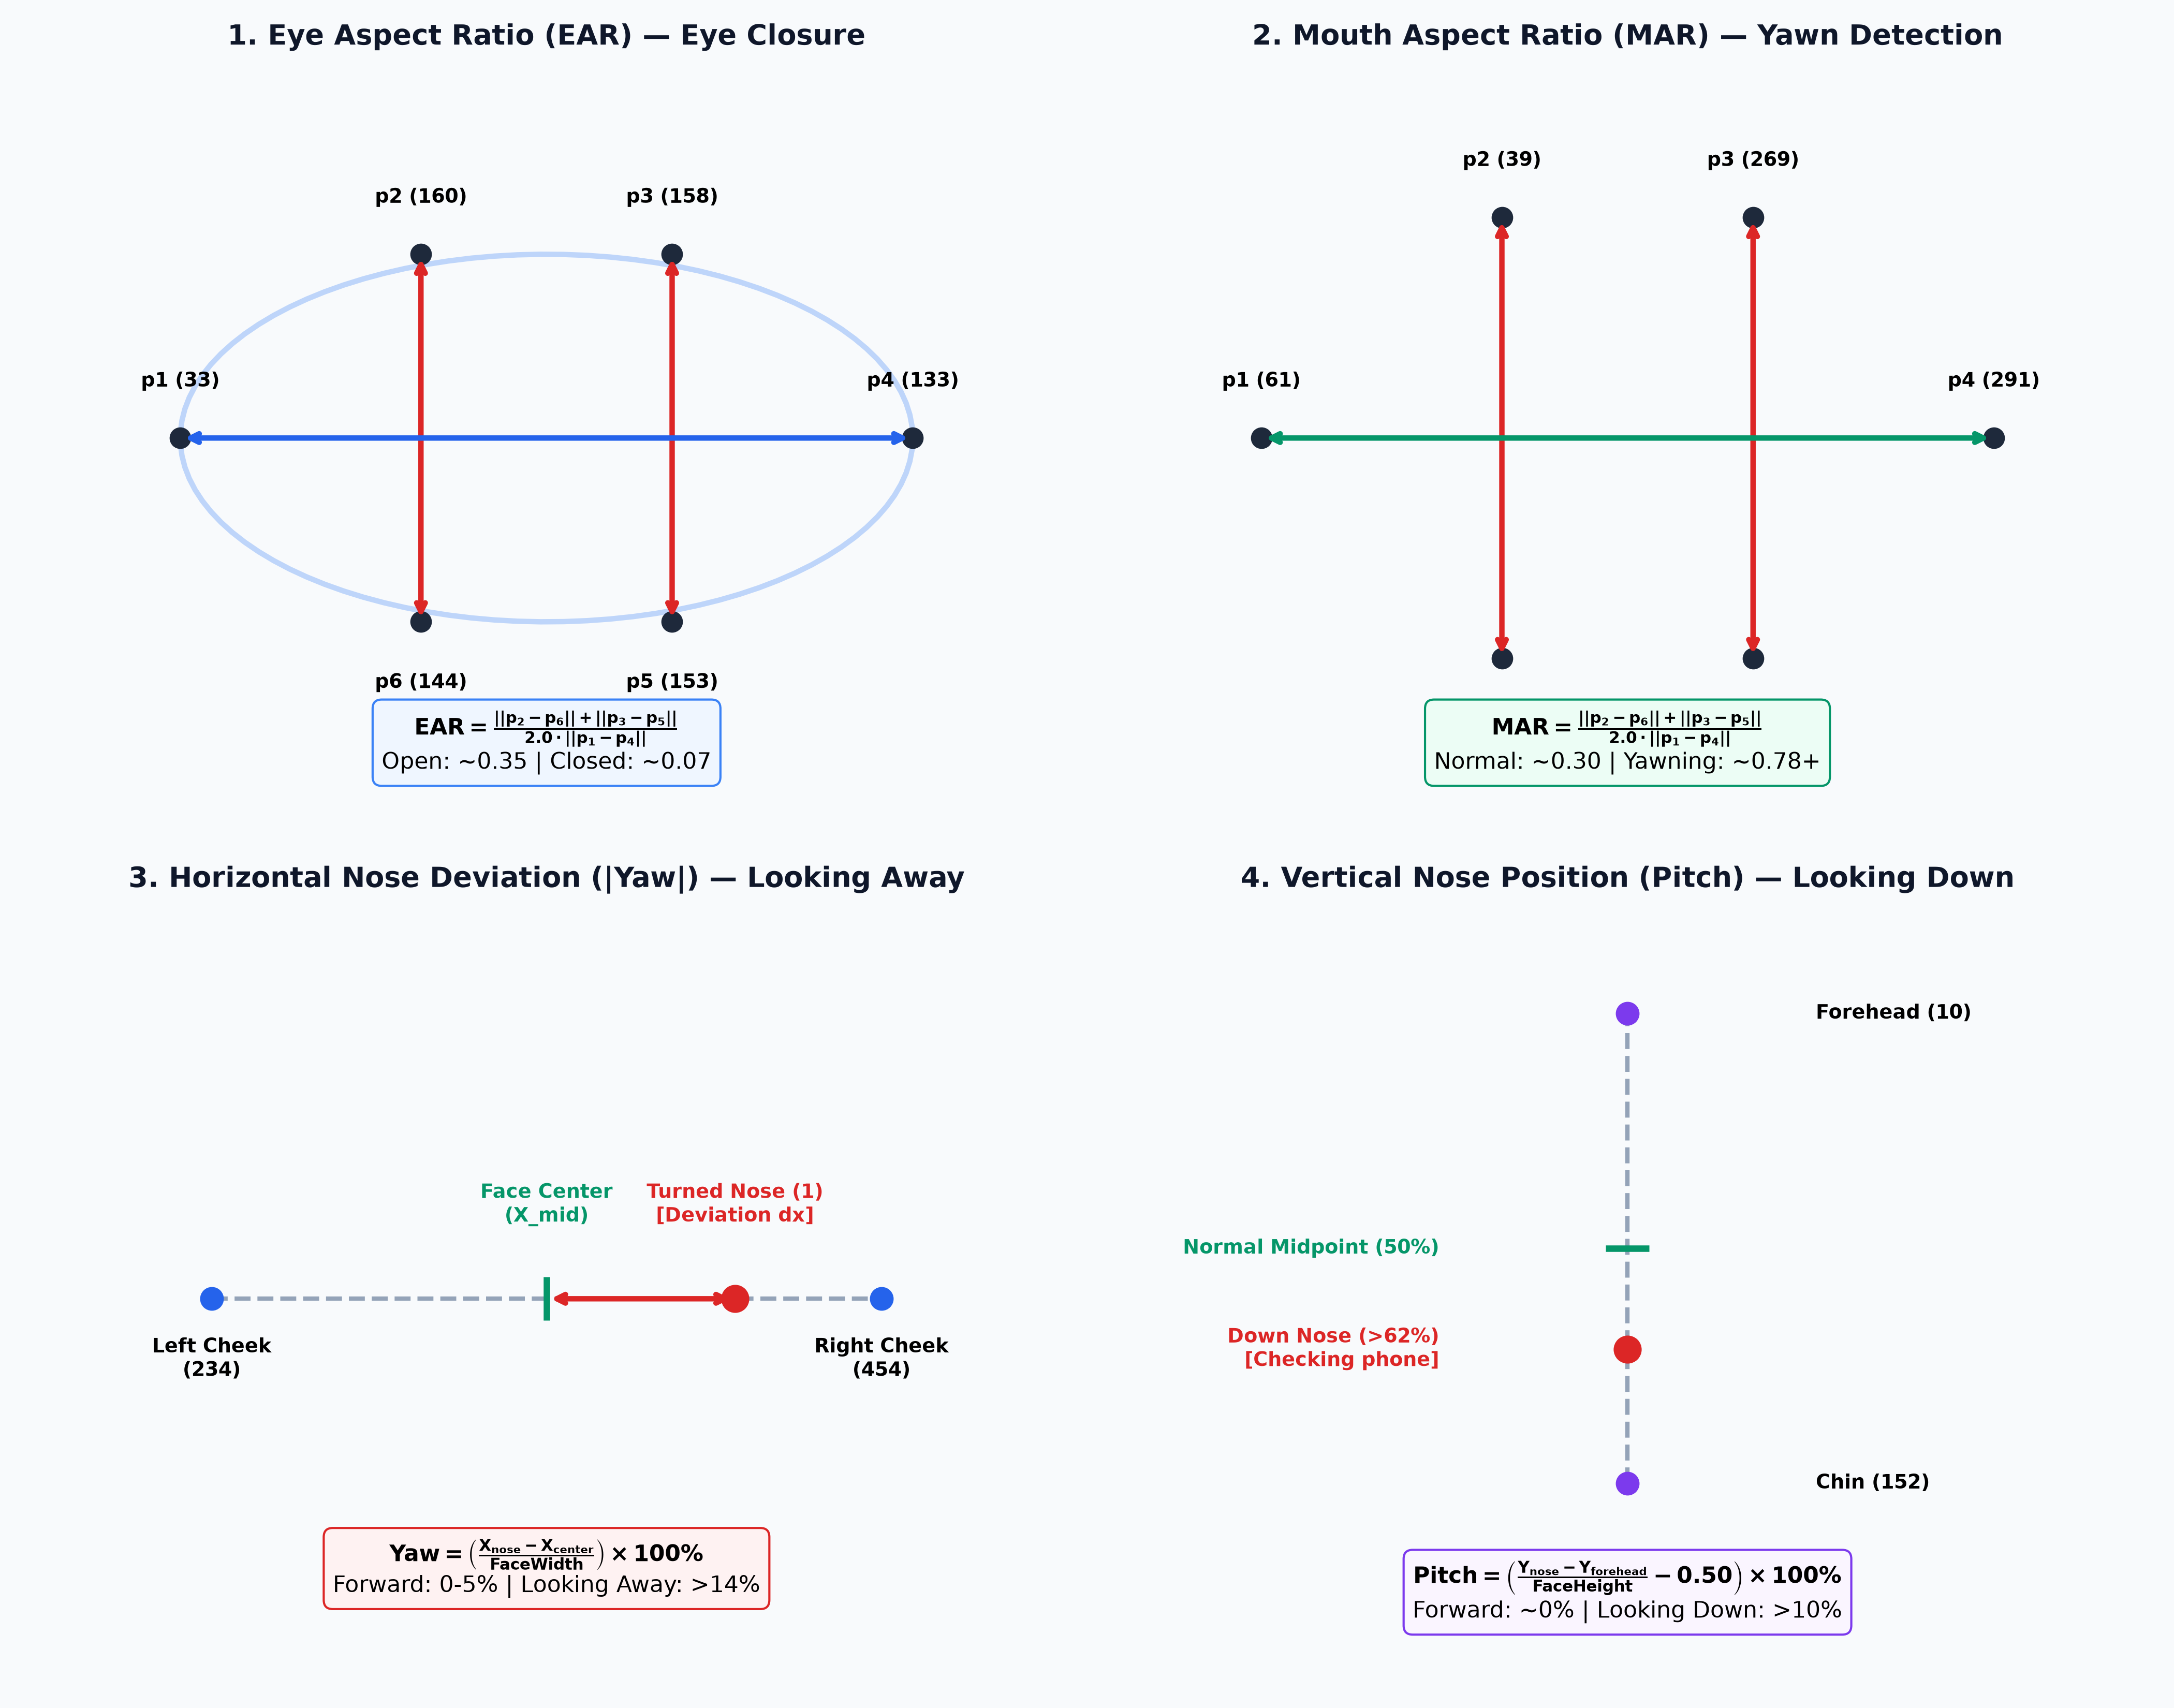 1. Eye Aspect Ratio (EAR) — Eye Closure
p2 (160)
p3 (158)
p1 (33)
p4 (133)
p6 (144)
p5 (153)
EAR = (||p₂ − p₆|| + ||p₃ − p₅||) / (2.0 · ||p₁ − p₄||)
Open: ~0.35 | Closed: ~0.07
2. Mouth Aspect Ratio (MAR) — Yawn Detection
p2 (39)
p3 (269)
p1 (61)
p4 (291)
MAR = (||p₂ − p₆|| + ||p₃ − p₅||) / (2.0 · ||p₁ − p₄||)
Normal: ~0.30 | Yawning: ~0.78+
3. Horizontal Nose Deviation (|Yaw|) — Looking Away
Face Center
(X_mid)
Turned Nose (1)
[Deviation dx]
Left Cheek
(234)
Right Cheek
(454)
Yaw = ((X_nose − X_center) / FaceWidth) × 100%
Forward: 0-5% | Looking Away: >14%
4. Vertical Nose Position (Pitch) — Looking Down
Forehead (10)
Normal Midpoint (50%)
Down Nose (>62%)
[Checking phone]
Chin (152)
Pitch = ((Y_nose − Y_forehead) / FaceHeight − 0.50) × 100%
Forward: ~0% | Looking Down: >10%